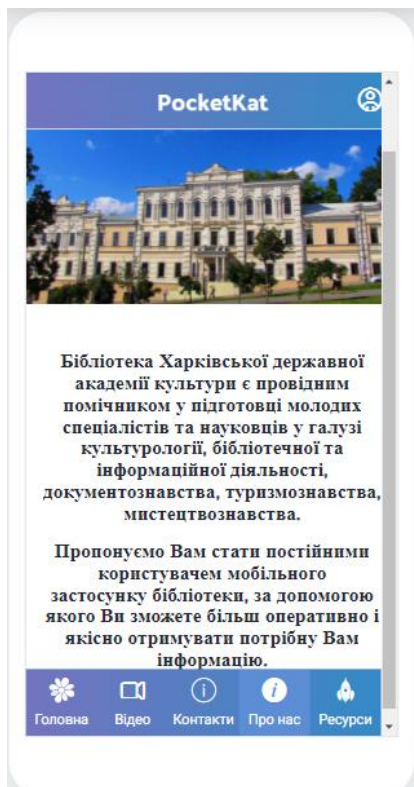 PocketKat
Бібліотека Харківської державної
академії культури є провідним
помічником у підготовці молодих
спеціалістів та науковців у галузі
культурології, бібліотечної та
інформаційної діяльності,
документознавства, туризмознавства,
мистецтвознавства.
Пропонуємо Вам стати постійними
користувачем мобільного
застосунку бібліотеки, за допомогою
якого Ви зможете більш оперативно і
якісно отримувати потрібну Вам
інформацію.
Головна Відео Контакти Про нас Ресурси